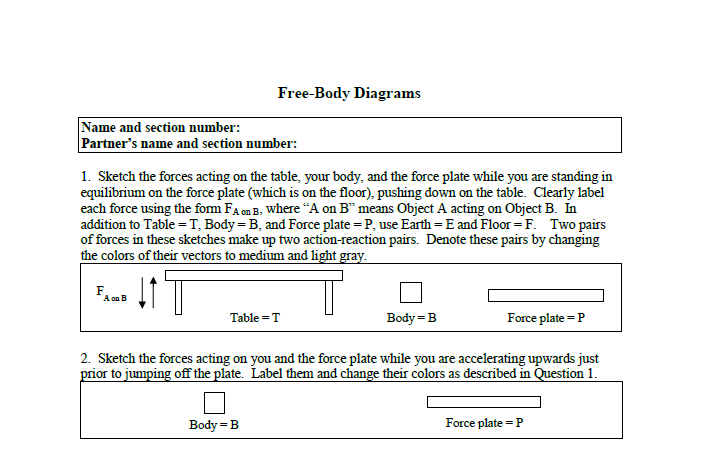 Free-Body Diagrams
Name and section number:
Partner's name and section number:
1. Sketch the forces acting on the table, your body, and the force plate while you are standing in
equilibrium on the force plate (which is on the floor), pushing down on the table. Clearly label
each force using the form F A on B, where "A on B" means Object A acting on Object B. In
addition to Table = T, Body = B, and Force plate = P, use Earth = E and Floor = F. Two pairs
of forces in these sketches make up two action-reaction pairs. Denote these pairs by changing
the colors of their vectors to medium and light gray.
F A on B
Table = T
Body = B
Force plate = P
2. Sketch the forces acting on you and the force plate while you are accelerating upwards just
prior to jumping off the plate. Label them and change their colors as described in Question 1.
Body = B
Force plate = P